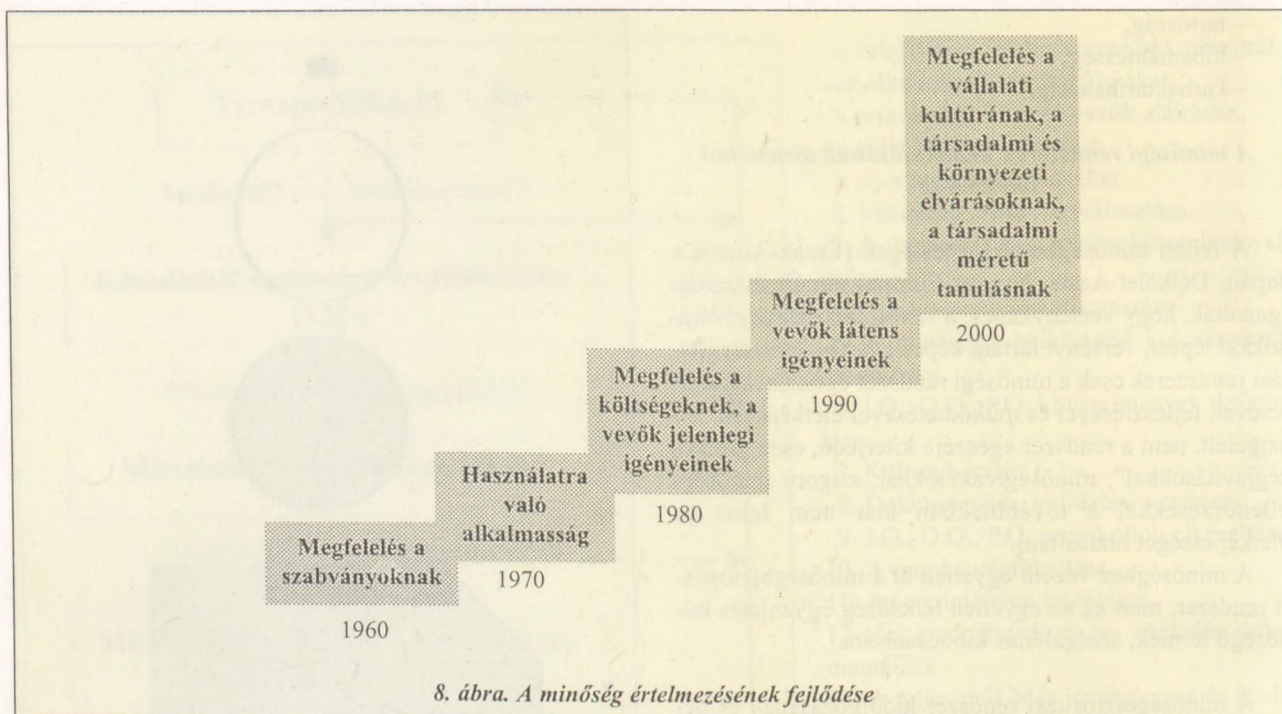 Megfelelés a
szabványoknak
1960
Használatra
való
alkalmasság
1970
Megfelelés a
költségeknek, a
vevők jelenlegi
igényeinek
1980
Megfelelés a
vevők látens
igényeinek
1990
Megfelelés a
vállalati
kultúrának, a
társadalmi és
környezeti
elvárásoknak,
a társadalmi
méretű
tanulásnak
2000
8. ábra. A minőség értelmezésének fejlődése